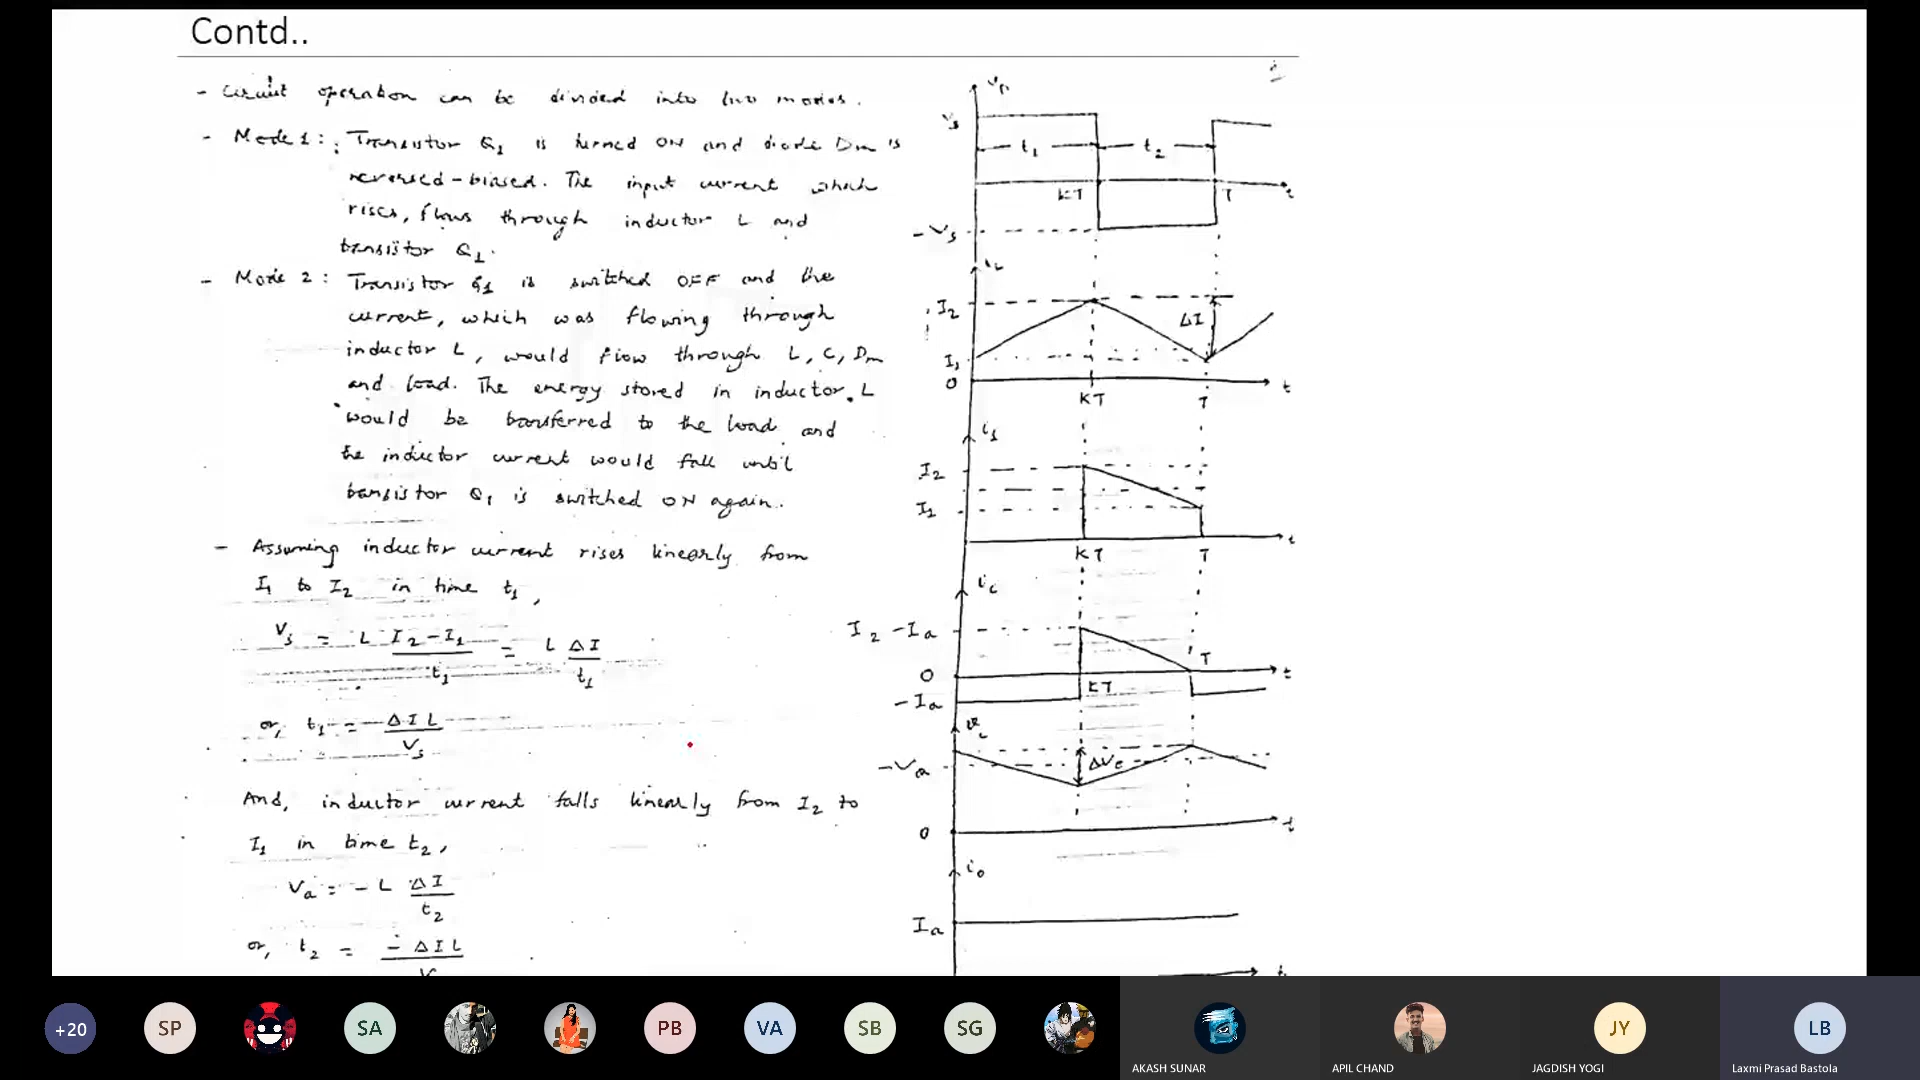 Contd..
- Circuit operation can be divided into two modes.
- Mode 1: Transistor Q1 is turned ON and diode Dm is
reversed-biased. The input current which
rises, flows through inductor L and
transistor Q1.
- Mode 2: Transistor Q1 is switched OFF and the
current, which was flowing through
inductor L, would flow through L, C, Dm
and load. The energy stored in inductor L
would be transferred to the load and
the inductor current would fall until
transistor Q1 is switched ON again.
- Assuming inductor current rises linearly from
I1 to I2 in time t1,
Vs = L (I2-I1)/t1 = L ΔI/t1
or, t1 = ΔI L/Vs
And, inductor current falls linearly from I2 to
I1 in time t2,
Va = - L ΔI/t2
or, t2 = - ΔI L/V
Vs
t1
t2
KT
T
t
-Vs
iL
I2
ΔI
I1
0
t
KT
T
i1
I2
I1
KT
T
t
ic
I2-Ia
T
0
t
KT
-Ia
-Va
ΔVc
0
t
io
Ia
t
+20
SP
SA
PB
VA
SB
SG
JY
LB
AKASH SUNAR
APIL CHAND
JAGDISH YOGI
Laxmi Prasad Bastola